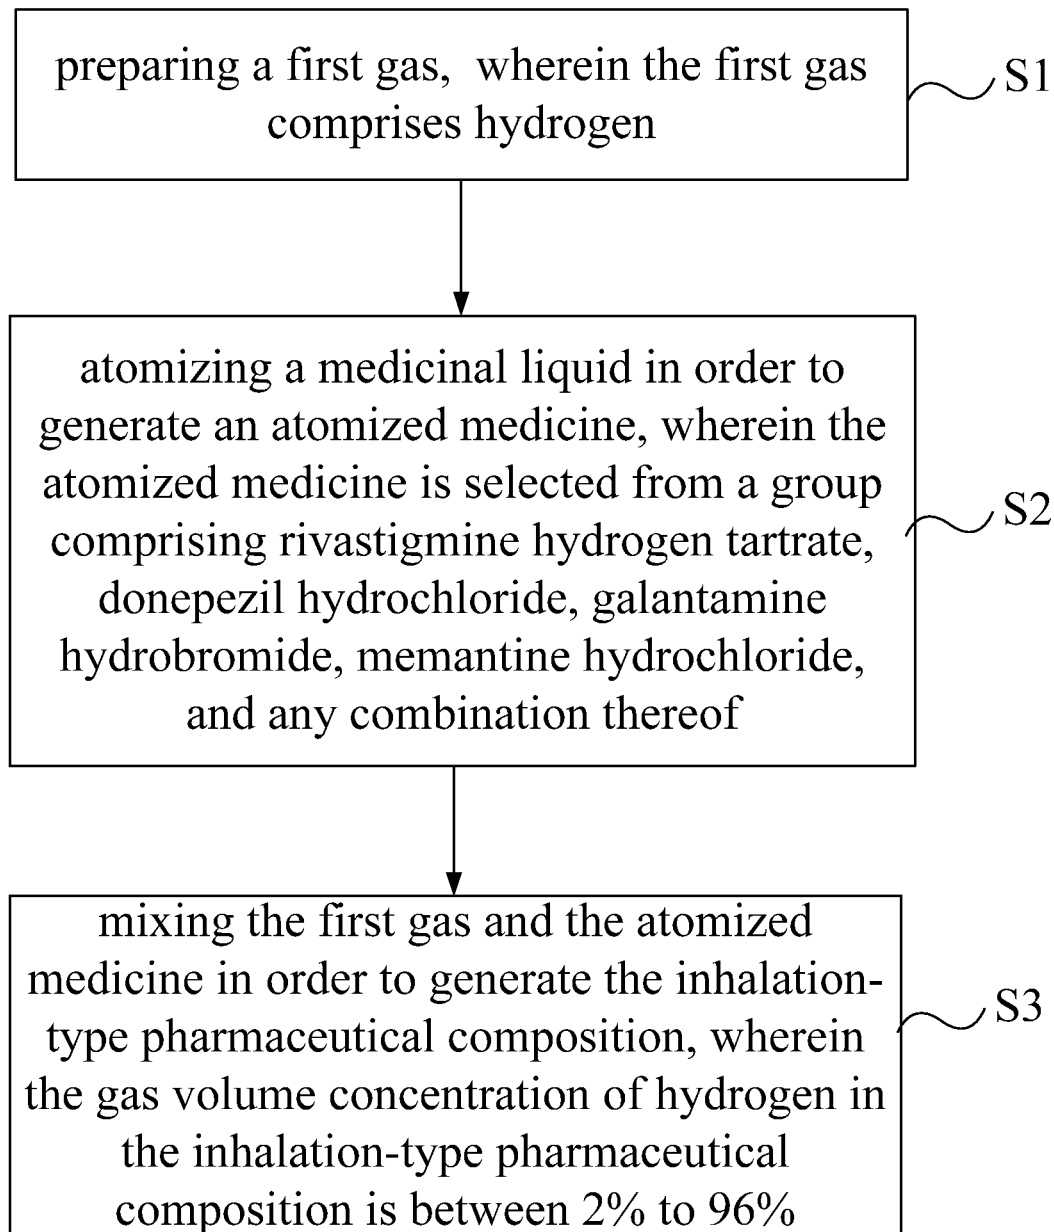 preparing a first gas,  wherein the first gas
comprises hydrogen
S1
atomizing a medicinal liquid in order to
generate an atomized medicine, wherein the
atomized medicine is selected from a group
comprising rivastigmine hydrogen tartrate,
donepezil hydrochloride, galantamine
hydrobromide, memantine hydrochloride,
and any combination thereof
S2
mixing the first gas and the atomized
medicine in order to generate the inhalation-
type pharmaceutical composition, wherein
the gas volume concentration of hydrogen in
the inhalation-type pharmaceutical
composition is between 2% to 96%
S3